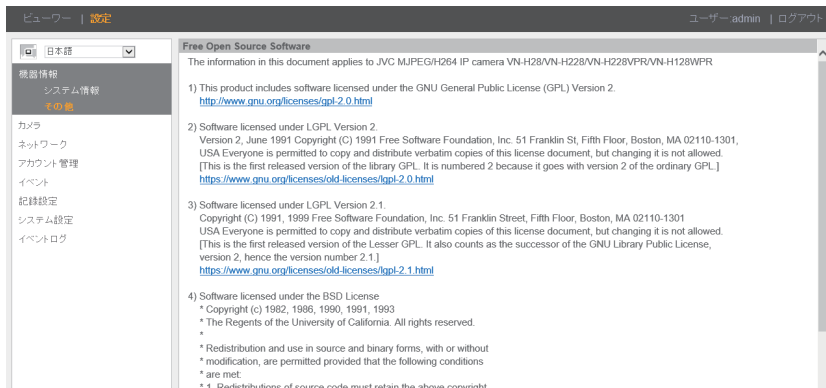 ビューワー | 設定
ユーザー:admin | ログアウト
日本語
機器情報
システム情報
その他
カメラ
ネットワーク
アカウント管理
イベント
記録設定
システム設定
イベントログ
Free Open Source Software
The information in this document applies to JVC MJPEG/H264 IP camera VN-H28/VN-H228/VN-H228VPR/VN-H128WPR
1) This product includes software licensed under the GNU General Public License (GPL) Version 2.
http://www.gnu.org/licenses/gpl-2.0.html
2) Software licensed under LGPL Version 2.
Version 2, June 1991 Copyright (C) 1991 Free Software Foundation, Inc. 51 Franklin St, Fifth Floor, Boston, MA 02110-1301,
USA Everyone is permitted to copy and distribute verbatim copies of this license document, but changing it is not allowed.
[This is the first released version of the library GPL. It is numbered 2 because it goes with version 2 of the ordinary GPL.]
https://www.gnu.org/licenses/old-licenses/lgpl-2.0.html
3) Software licensed under LGPL Version 2.1.
Copyright (C) 1991, 1999 Free Software Foundation, Inc. 51 Franklin Street, Fifth Floor, Boston, MA 02110-1301
USA Everyone is permitted to copy and distribute verbatim copies of this license document, but changing it is not allowed.
[This is the first released version of the Lesser GPL. It also counts as the successor of the GNU Library Public License,
version 2, hence the version number 2.1.]
https://www.gnu.org/licenses/old-licenses/lgpl-2.1.html
4) Software licensed under the BSD License
* Copyright (c) 1982, 1986, 1990, 1991, 1993
* The Regents of the University of California. All rights reserved.
*
* Redistribution and use in source and binary forms, with or without
* modification, are permitted provided that the following conditions
* are met:
* 1. Redistributions of source code must retain the above copyright